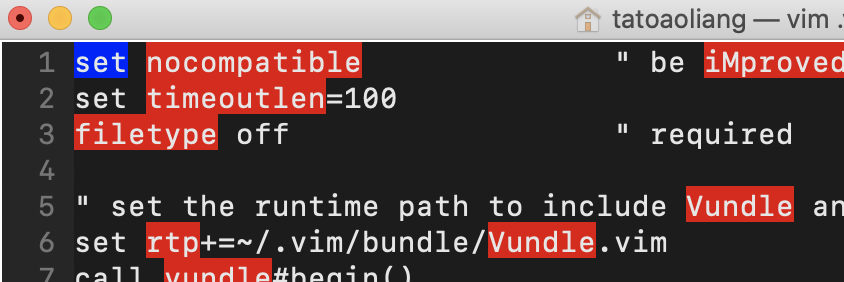 tatoaoliang — vim .
1 set nocompatible " be iMproved
2 set timeoutlen=100
3 filetype off " required
4
5 " set the runtime path to include Vundle an
6 set rtp+=~/.vim/bundle/Vundle.vim
7 call vundle#begin()